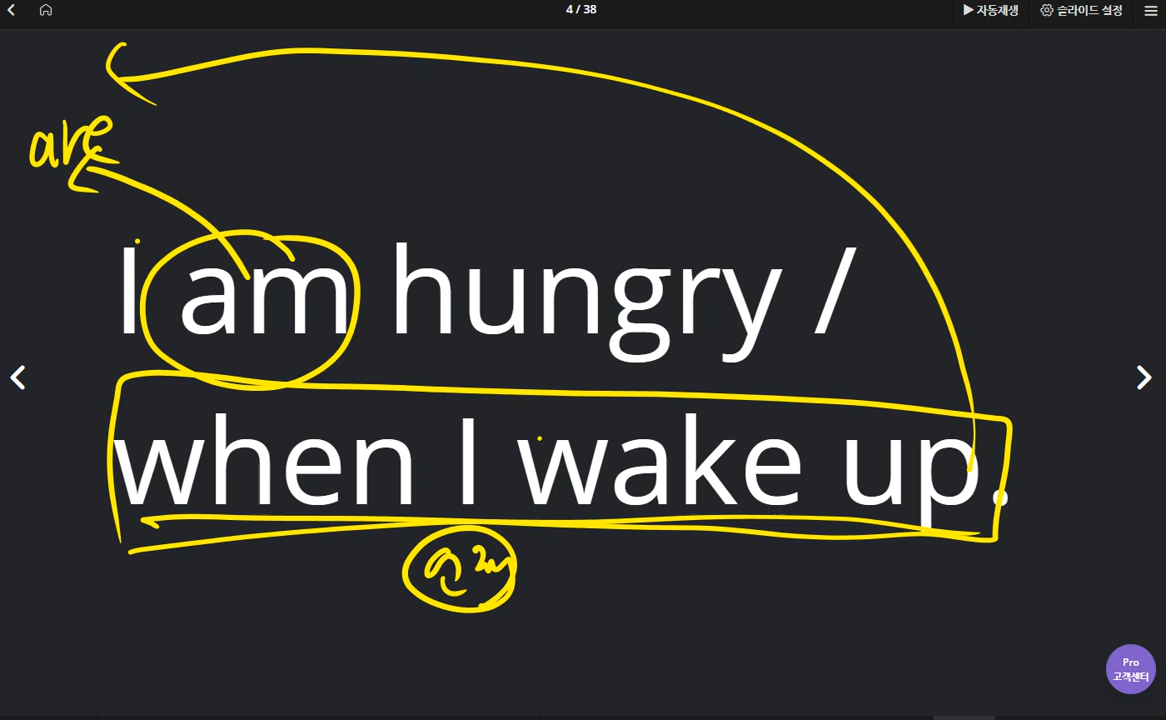 4 / 38
▶ 자동재생
슬라이드 설정
are
I am hungry /
when I wake up.
Pro
고객센터